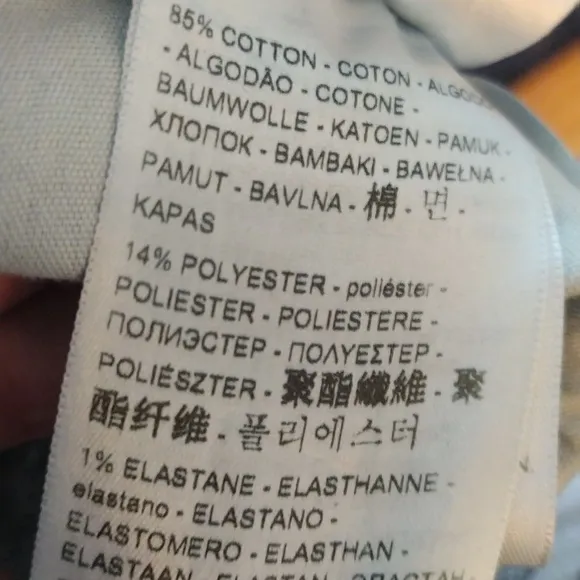 85% COTTON - COTON - ALGODÓN
- ALGODÃO - COTONE -
BAUMWOLLE - KATOEN - PAMUK -
ХЛОПОК - BAMBAKI - BAWEŁNA -
PAMUT - BAVLNA - 棉 - 면 -
KAPAS
14% POLYESTER - poliéster -
POLIESTER - POLIESTERE -
ПОЛИЭСТЕР - ΠΟΛΥΕΣΤΕΡ -
POLIÉSZTER - 聚酯纖維 - 聚
酯纤维 - 폴리에스터
1% ELASTANE - ELASTHANNE -
elastano - ELASTANO -
ELASTOMERO - ELASTHAN -
ELASTAAN